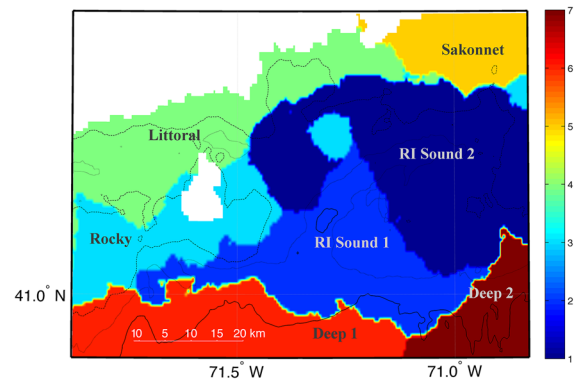 Sakonnet
Littoral
RI Sound 2
Rocky
RI Sound 1
41.0° N
Deep 2
10 5 10 15 20 km
Deep 1
71.5° W
71.0° W
7
6
5
4
3
2
1